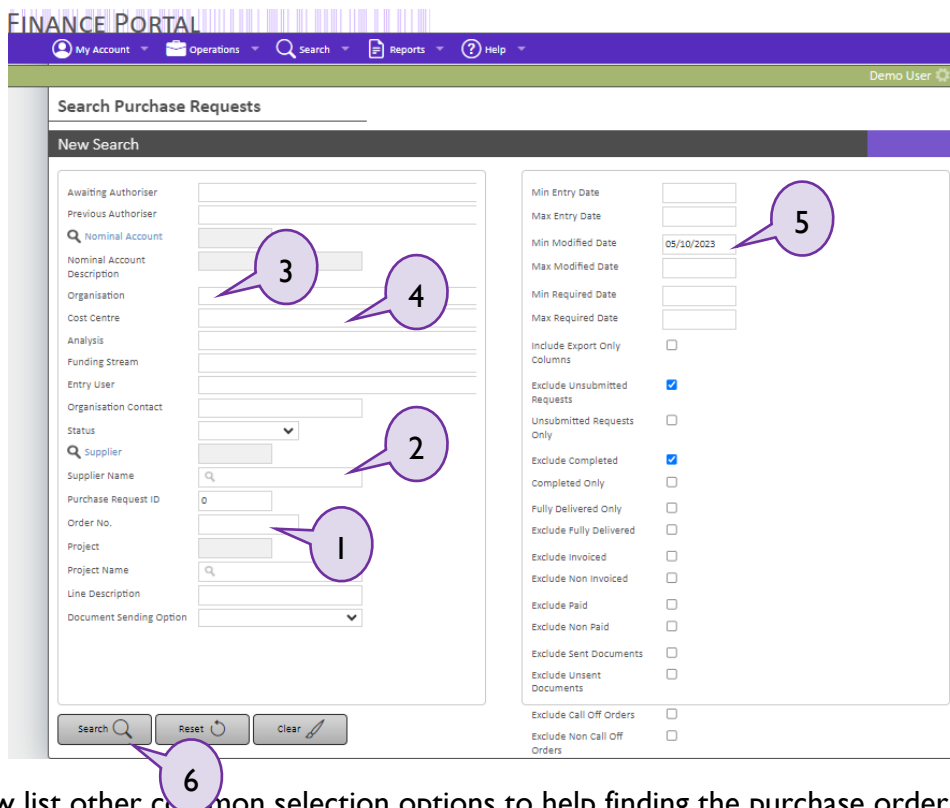 FINANCE PORTAL
My Account Operations Search Reports Help
Demo User
Search Purchase Requests
New Search
Awaiting Authoriser
Previous Authoriser
Nominal Account
Nominal Account
Description
3
Organisation
4
Cost Centre
Analysis
Funding Stream
Entry User
Organisation Contact
Status
Supplier
2
Supplier Name
Purchase Request ID 0
Order No.
1
Project
Project Name
Line Description
Document Sending Option
Min Entry Date
Max Entry Date
5
Min Modified Date 05/10/2023
Max Modified Date
Min Required Date
Max Required Date
Include Export Only
Columns
Exclude Unsubmitted
Requests
Unsubmitted Requests
Only
Exclude Completed
Completed Only
Fully Delivered Only
Exclude Fully Delivered
Exclude Invoiced
Exclude Non Invoiced
Exclude Paid
Exclude Non Paid
Exclude Sent Documents
Exclude Unsent
Documents
Exclude Call Off Orders
Exclude Non Call Off
Orders
Search Reset Clear
6
list other selection options to help finding the purchase order